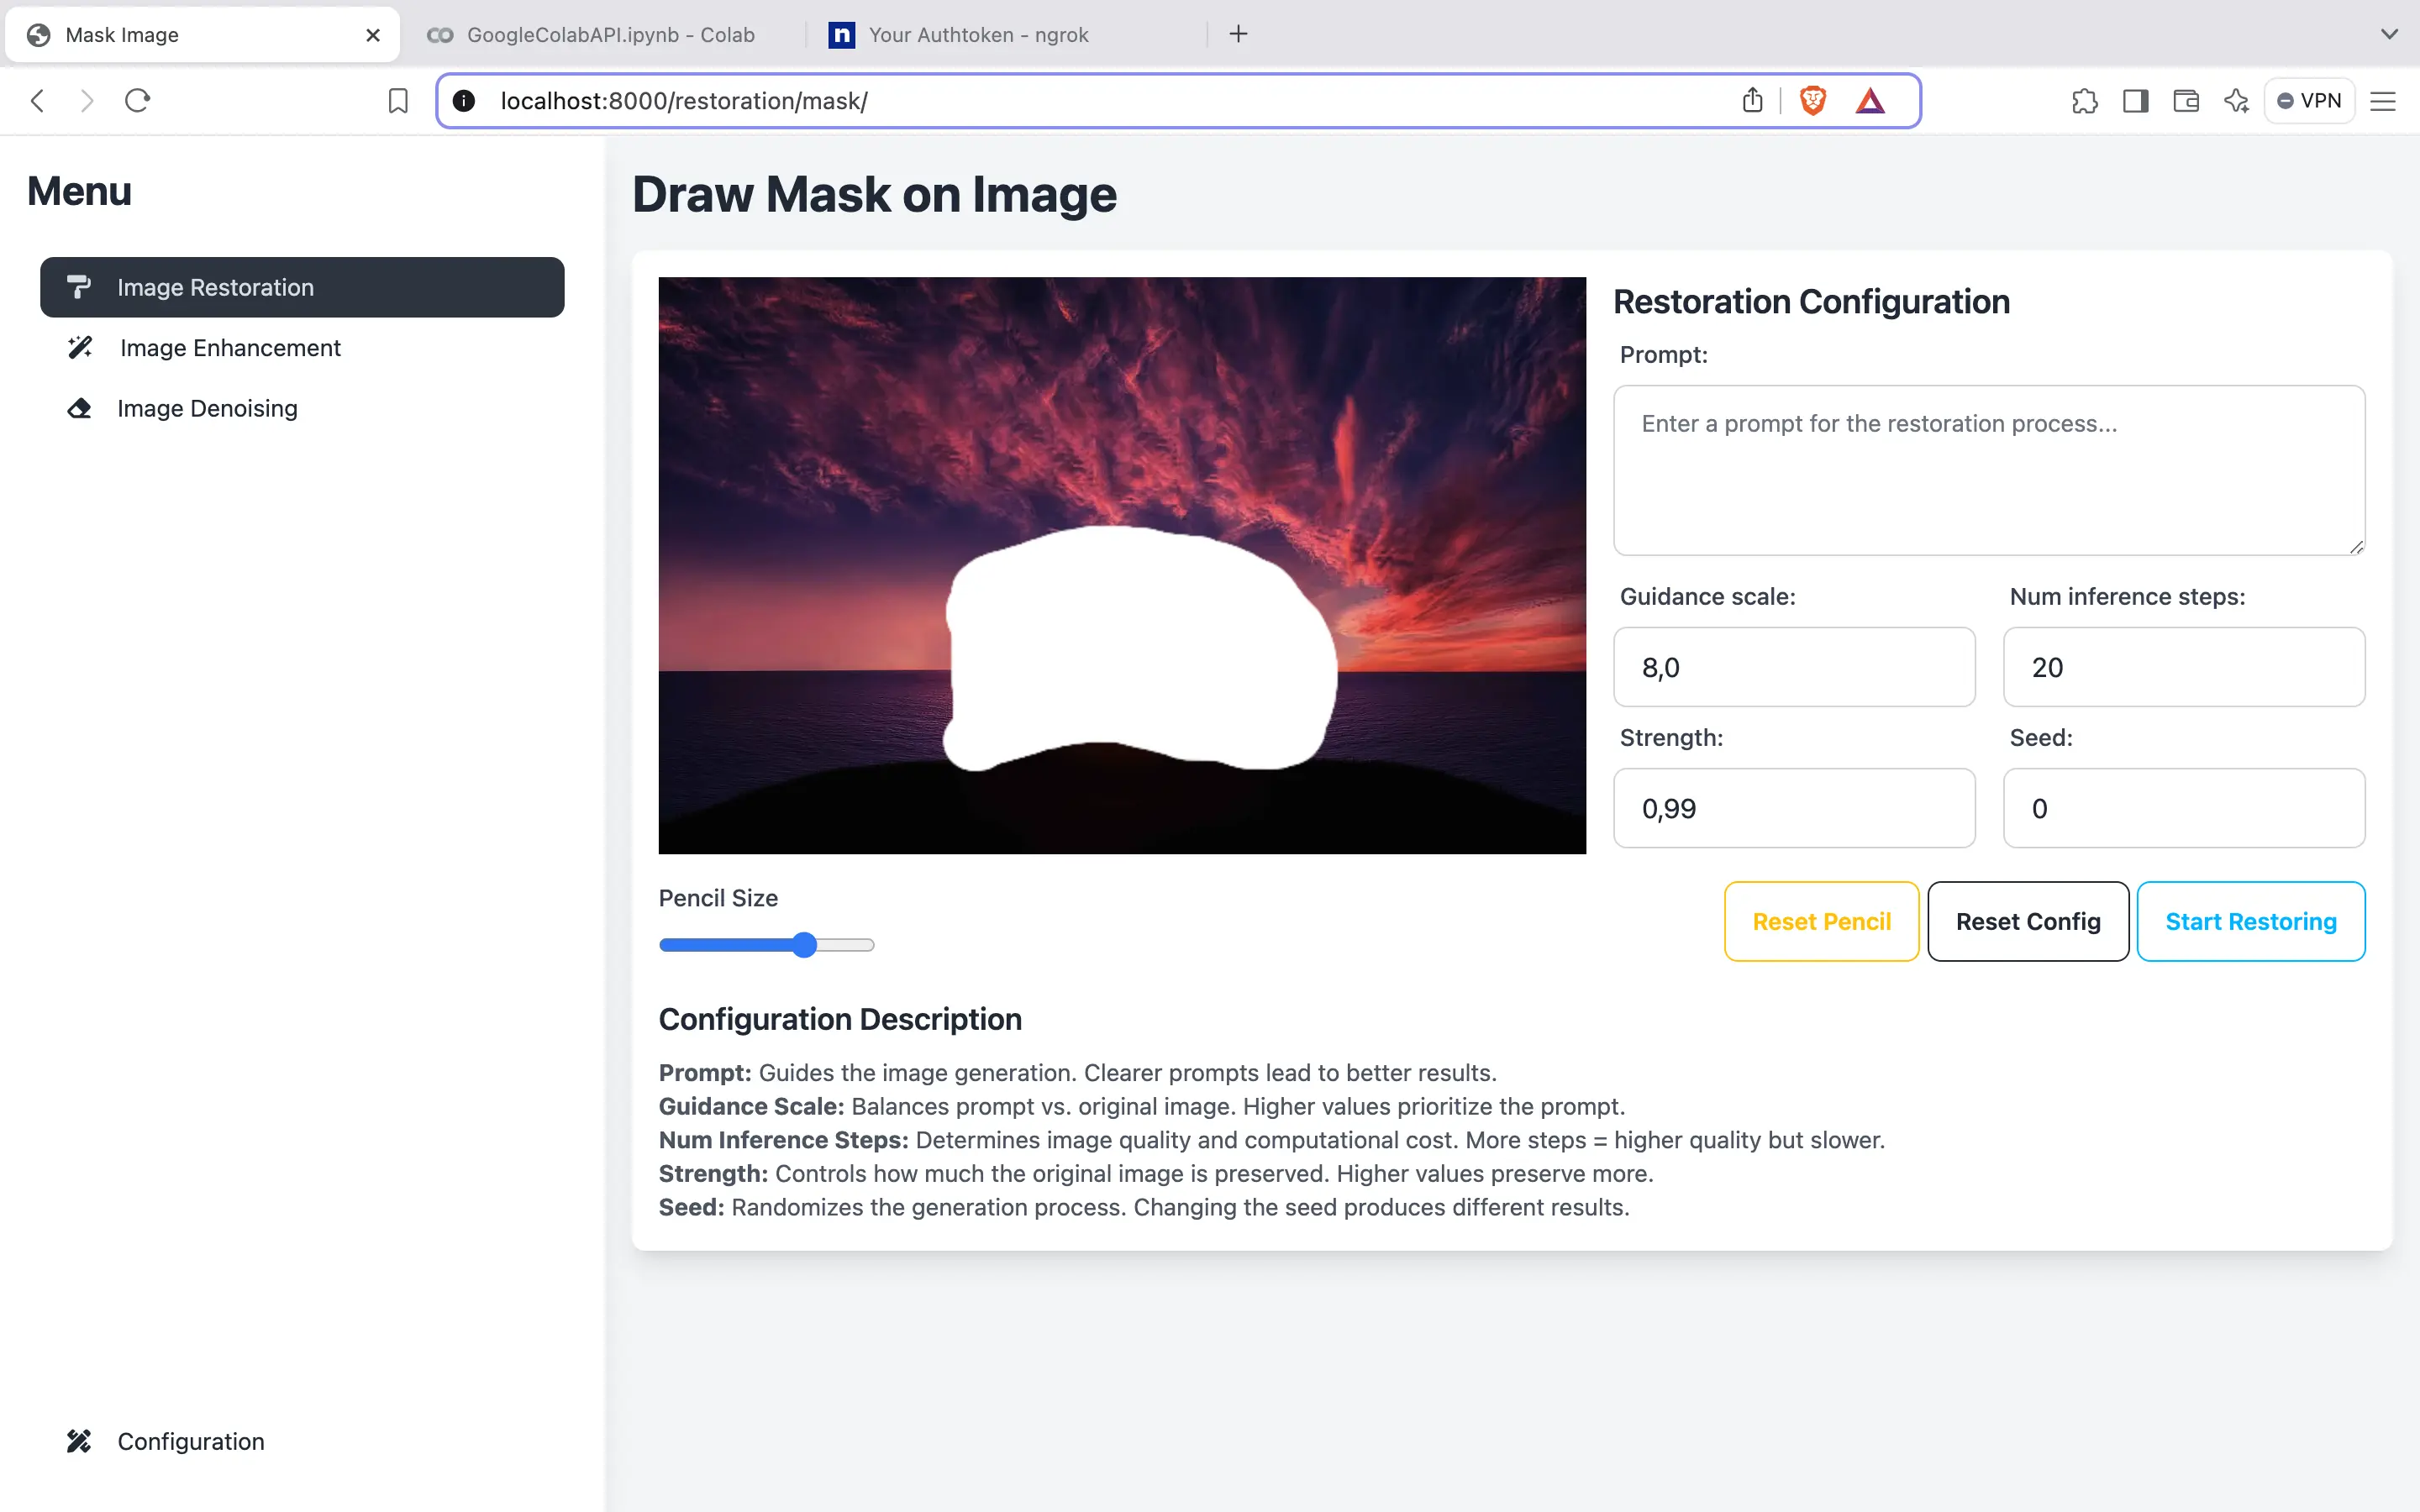 Mask Image
GoogleColabAPI.ipynb - Colab
n
Your Authtoken - ngrok
localhost:8000/restoration/mask/
VPN
Menu
Image Restoration
Image Enhancement
Image Denoising
Configuration
Draw Mask on Image
Restoration Configuration
Prompt:
Enter a prompt for the restoration process...
Guidance scale:
Num inference steps:
8,0
20
Strength:
Seed:
0,99
0
Pencil Size
Reset Pencil
Reset Config
Start Restoring
Configuration Description
Prompt: Guides the image generation. Clearer prompts lead to better results.
Guidance Scale: Balances prompt vs. original image. Higher values prioritize the prompt.
Num Inference Steps: Determines image quality and computational cost. More steps = higher quality but slower.
Strength: Controls how much the original image is preserved. Higher values preserve more.
Seed: Randomizes the generation process. Changing the seed produces different results.